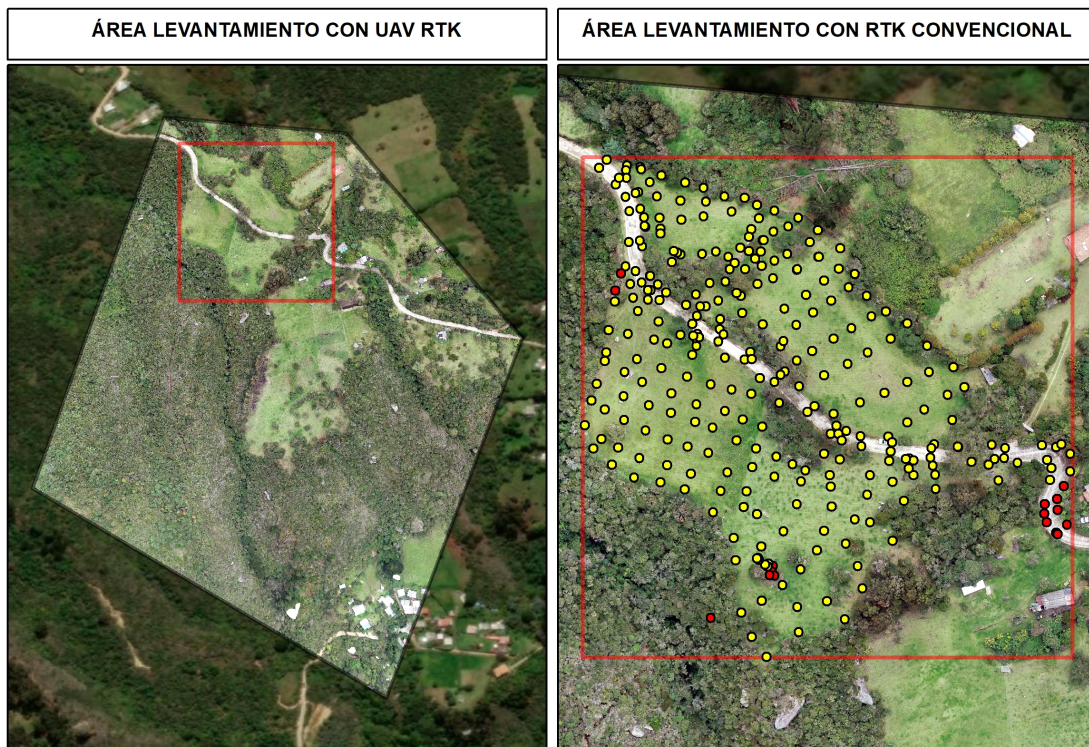 ÁREA LEVANTAMIENTO CON UAV RTK
ÁREA LEVANTAMIENTO CON RTK CONVENCIONAL